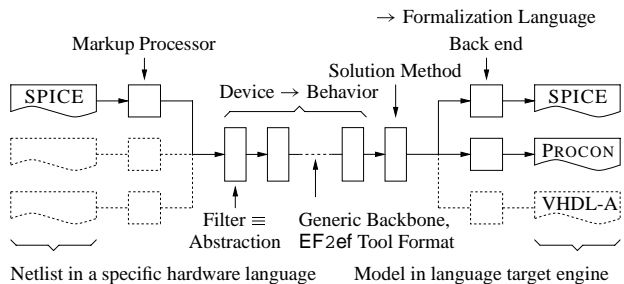 → Formalization Language
Markup Processor
Back end
Solution Method
SPICE
Device → Behavior
SPICE
PROCON
VHDL-A
Filter ≡
Abstraction
Generic Backbone,
EF2ef Tool Format
Netlist in a specific hardware language
Model in language target engine